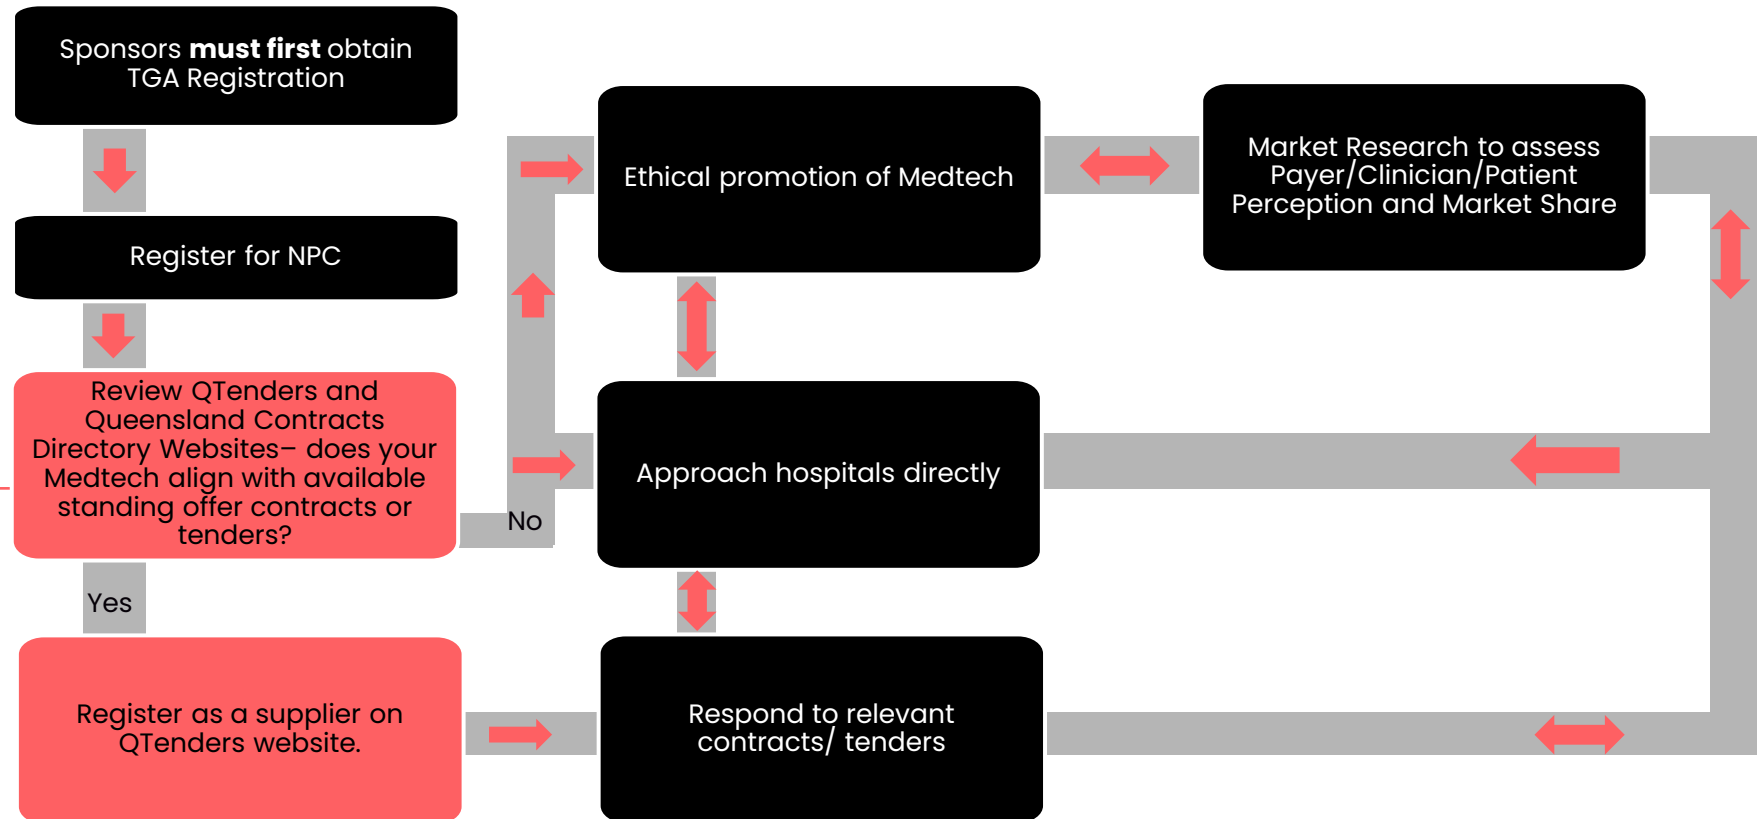 Sponsors must first obtain
TGA Registration
Register for NPC
Review QTenders and
Queensland Contracts
Directory Websites– does your
Medtech align with available
standing offer contracts or
tenders?
No
Yes
Register as a supplier on
QTenders website.
Ethical promotion of Medtech
Approach hospitals directly
Respond to relevant
contracts/ tenders
Market Research to assess
Payer/Clinician/Patient
Perception and Market Share